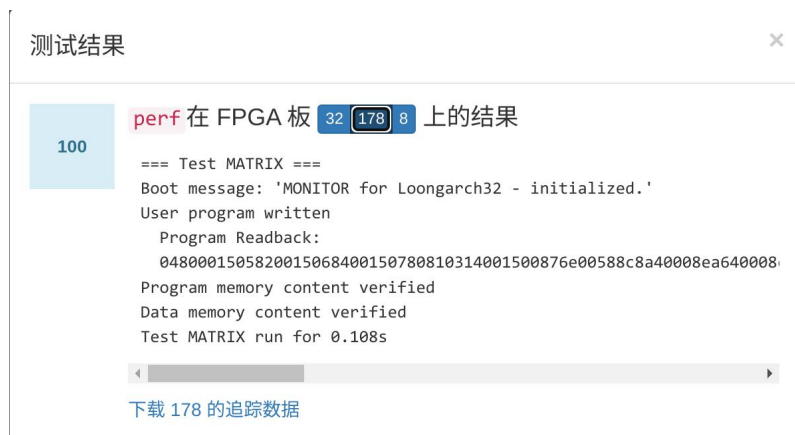 测试结果
×
100
perf 在 FPGA 板 32 178 8 上的结果
=== Test MATRIX ===
Boot message: 'MONITOR for Loongarch32 - initialized.'
User program written
Program Readback:
04800015058200150684001507808103140015008​76e00588c8a40008ea640008
Program memory content verified
Data memory content verified
Test MATRIX run for 0.108s
下载 178 的追踪数据